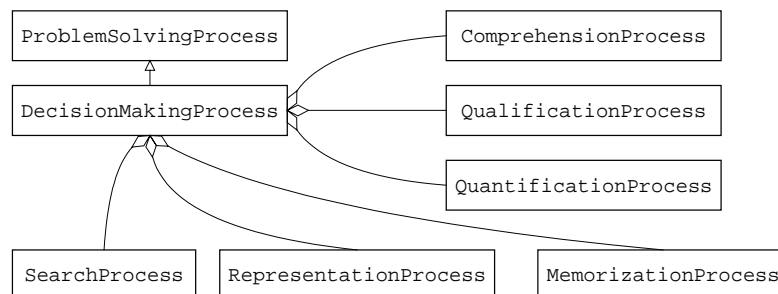 ProblemSolvingProcess
ComprehensionProcess
DecisionMakingProcess
QualificationProcess
QuantificationProcess
SearchProcess
RepresentationProcess
MemorizationProcess